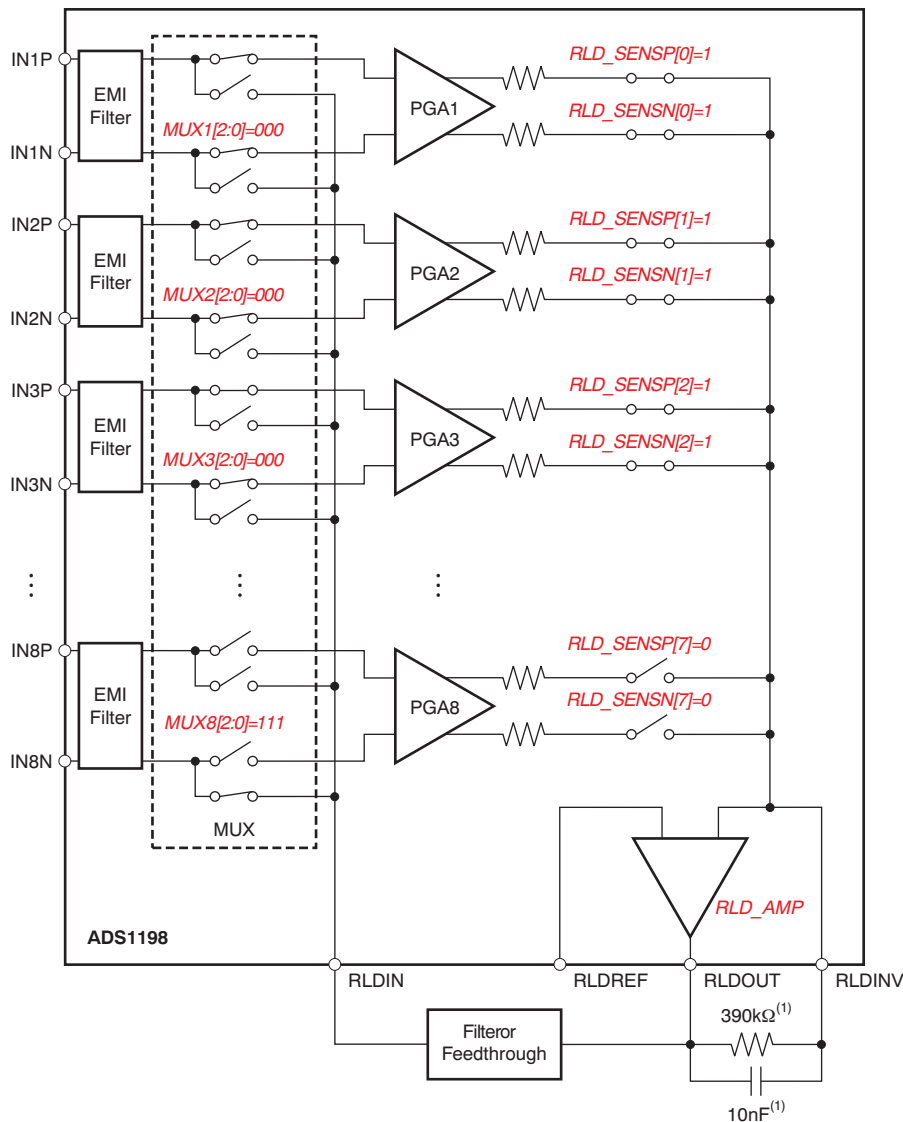 IN1P
EMI
Filter
IN1N
MUX1[2:0]=000
PGA1
RLD_SENSP[0]=1
RLD_SENSN[0]=1
IN2P
EMI
Filter
IN2N
MUX2[2:0]=000
PGA2
RLD_SENSP[1]=1
RLD_SENSN[1]=1
IN3P
EMI
Filter
IN3N
MUX3[2:0]=000
PGA3
RLD_SENSP[2]=1
RLD_SENSN[2]=1
IN8P
EMI
Filter
IN8N
MUX8[2:0]=111
PGA8
RLD_SENSP[7]=0
RLD_SENSN[7]=0
MUX
RLD_AMP
ADS1198
RLDIN
RLDREF
RLDOUT
RLDINV
Filteror
Feedthrough
390kΩ(1)
10nF(1)